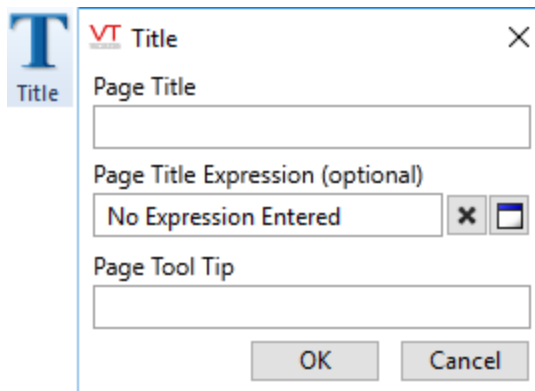 T
Title
VT Title
Page Title
Page Title Expression (optional)
No Expression Entered
Page Tool Tip
OK Cancel